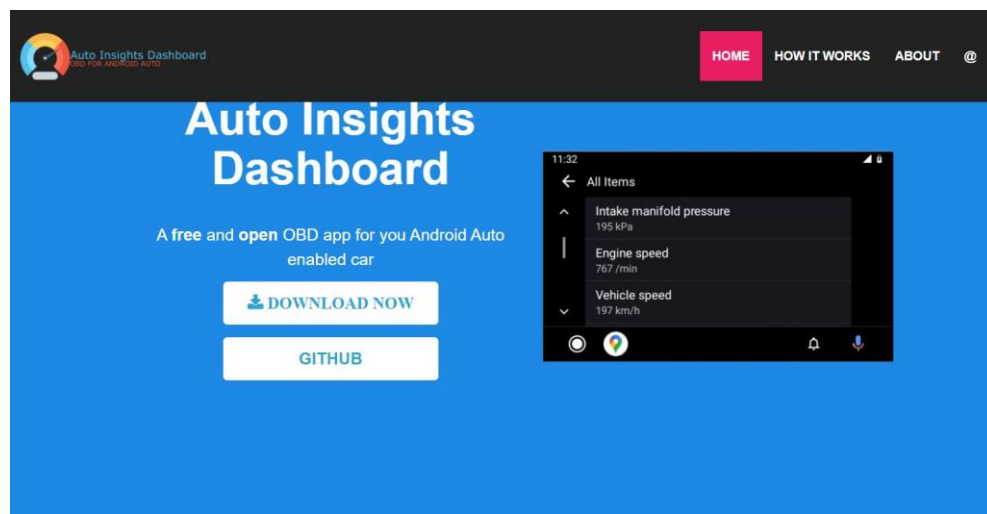 Auto Insights Dashboard
OBD FOR ANDROID AUTO
HOME
HOW IT WORKS
ABOUT
@
Auto Insights
Dashboard
A free and open OBD app for you Android Auto
enabled car
DOWNLOAD NOW
GITHUB
11:32
All Items
Intake manifold pressure
195 kPa
Engine speed
767 /min
Vehicle speed
197 km/h